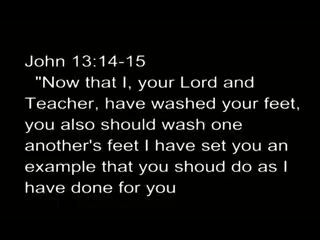 John 13:14-15
"Now that I, your Lord and
Teacher, have washed your feet,
you also should wash one
another's feet I have set you an
example that you shoud do as I
have done for you